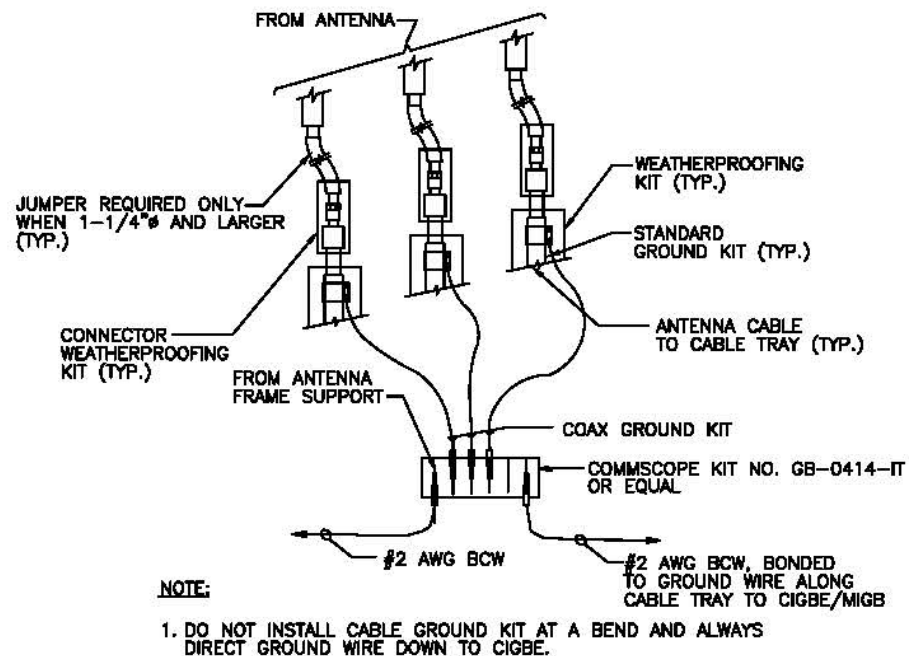 FROM ANTENNA
JUMPER REQUIRED ONLY
WHEN 1-1/4"ø AND LARGER
(TYP.)
WEATHERPROOFING
KIT (TYP.)
STANDARD
GROUND KIT (TYP.)
CONNECTOR
WEATHERPROOFING
KIT (TYP.)
ANTENNA CABLE
TO CABLE TRAY (TYP.)
FROM ANTENNA
FRAME SUPPORT
COAX GROUND KIT
COMMSCOPE KIT NO. GB-0414-IT
OR EQUAL
#2 AWG BCW
#2 AWG BCW, BONDED
TO GROUND WIRE ALONG
CABLE TRAY TO CIGBE/MIGB
NOTE:
1. DO NOT INSTALL CABLE GROUND KIT AT A BEND AND ALWAYS
DIRECT GROUND WIRE DOWN TO CIGBE.